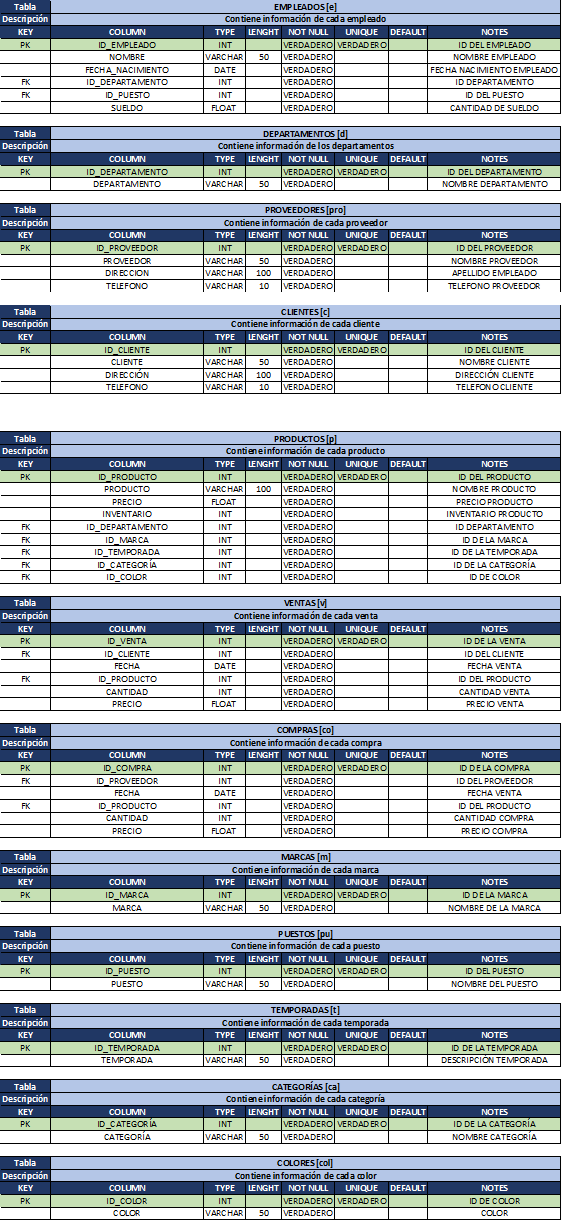 Tabla EMPLEADOS [e]
Descripción Contiene información de cada empleado
KEY COLUMN TYPE LENGHT NOT NULL UNIQUE DEFAULT NOTES
PK ID_EMPLEADO INT VERDADERO VERDADERO ID DEL EMPLEADO
NOMBRE VARCHAR 50 VERDADERO NOMBRE EMPLEADO
FECHA_NACIMIENTO DATE VERDADERO FECHA NACIMIENTO EMPLEADO
FK ID_DEPARTAMENTO INT VERDADERO ID DEPARTAMENTO
FK ID_PUESTO INT VERDADERO ID DEL PUESTO
SUELDO FLOAT VERDADERO CANTIDAD DE SUELDO
Tabla DEPARTAMENTOS [d]
Descripción Contiene información de los departamentos
KEY COLUMN TYPE LENGHT NOT NULL UNIQUE DEFAULT NOTES
PK ID_DEPARTAMENTO INT VERDADERO VERDADERO ID DEL DEPARTAMENTO
DEPARTAMENTO VARCHAR 50 VERDADERO NOMBRE DEPARTAMENTO
Tabla PROVEEDORES [pro]
Descripción Contiene información de cada proveedor
KEY COLUMN TYPE LENGHT NOT NULL UNIQUE DEFAULT NOTES
PK ID_PROVEEDOR INT VERDADERO VERDADERO ID DEL PROVEEDOR
PROVEEDOR VARCHAR 50 VERDADERO NOMBRE PROVEEDOR
DIRECCION VARCHAR 100 VERDADERO APELLIDO EMPLEADO
TELEFONO VARCHAR 10 VERDADERO TELEFONO PROVEEDOR
Tabla CLIENTES [c]
Descripción Contiene información de cada cliente
KEY COLUMN TYPE LENGHT NOT NULL UNIQUE DEFAULT NOTES
PK ID_CLIENTE INT VERDADERO VERDADERO ID DEL CLIENTE
CLIENTE VARCHAR 50 VERDADERO NOMBRE CLIENTE
DIRECCIÓN VARCHAR 100 VERDADERO DIRECCIÓN CLIENTE
TELEFONO VARCHAR 10 VERDADERO TELEFONO CLIENTE
Tabla PRODUCTOS [p]
Descripción Contiene información de cada producto
KEY COLUMN TYPE LENGHT NOT NULL UNIQUE DEFAULT NOTES
PK ID_PRODUCTO INT VERDADERO VERDADERO ID DEL PRODUCTO
PRODUCTO VARCHAR 100 VERDADERO NOMBRE PRODUCTO
PRECIO FLOAT VERDADERO PRECIO PRODUCTO
INVENTARIO INT VERDADERO INVENTARIO PRODUCTO
FK ID_DEPARTAMENTO INT VERDADERO ID DEPARTAMENTO
FK ID_MARCA INT VERDADERO ID DE LA MARCA
FK ID_TEMPORADA INT VERDADERO ID DE LA TEMPORADA
FK ID_CATEGORÍA INT VERDADERO ID DE LA CATEGORÍA
FK ID_COLOR INT VERDADERO ID DE COLOR
Tabla VENTAS [v]
Descripción Contiene información de cada venta
KEY COLUMN TYPE LENGHT NOT NULL UNIQUE DEFAULT NOTES
PK ID_VENTA INT VERDADERO VERDADERO ID DE LA VENTA
FK ID_CLIENTE INT VERDADERO ID DEL CLIENTE
FECHA DATE VERDADERO FECHA VENTA
FK ID_PRODUCTO INT VERDADERO ID DEL PRODUCTO
CANTIDAD INT VERDADERO CANTIDAD VENTA
PRECIO FLOAT VERDADERO PRECIO VENTA
Tabla COMPRAS [co]
Descripción Contiene información de cada compra
KEY COLUMN TYPE LENGHT NOT NULL UNIQUE DEFAULT NOTES
PK ID_COMPRA INT VERDADERO VERDADERO ID DE LA COMPRA
FK ID_PROVEEDOR INT VERDADERO ID DEL PROVEEDOR
FECHA DATE VERDADERO FECHA VENTA
FK ID_PRODUCTO INT VERDADERO ID DEL PRODUCTO
CANTIDAD INT VERDADERO CANTIDAD COMPRA
PRECIO FLOAT VERDADERO PRECIO COMPRA
Tabla MARCAS [m]
Descripción Contiene información de cada marca
KEY COLUMN TYPE LENGHT NOT NULL UNIQUE DEFAULT NOTES
PK ID_MARCA INT VERDADERO VERDADERO ID DE LA MARCA
MARCA VARCHAR 50 VERDADERO NOMBRE DE LA MARCA
Tabla PUESTOS [pu]
Descripción Contiene información de cada puesto
KEY COLUMN TYPE LENGHT NOT NULL UNIQUE DEFAULT NOTES
PK ID_PUESTO INT VERDADERO VERDADERO ID DEL PUESTO
PUESTO VARCHAR 50 VERDADERO NOMBRE DEL PUESTO
Tabla TEMPORADAS [t]
Descripción Contiene información de cada temporada
KEY COLUMN TYPE LENGHT NOT NULL UNIQUE DEFAULT NOTES
PK ID_TEMPORADA INT VERDADERO VERDADERO ID DE LA TEMPORADA
TEMPORADA VARCHAR 50 VERDADERO DESCRIPCIÓN TEMPORADA
Tabla CATEGORÍAS [ca]
Descripción Contiene información de cada categoría
KEY COLUMN TYPE LENGHT NOT NULL UNIQUE DEFAULT NOTES
PK ID_CATEGORÍA INT VERDADERO VERDADERO ID DE LA CATEGORÍA
CATEGORÍA VARCHAR 50 VERDADERO NOMBRE CATEGORÍA
Tabla COLORES [col]
Descripción Contiene información de cada color
KEY COLUMN TYPE LENGHT NOT NULL UNIQUE DEFAULT NOTES
PK ID_COLOR INT VERDADERO VERDADERO ID DE COLOR
COLOR VARCHAR 50 VERDADERO COLOR